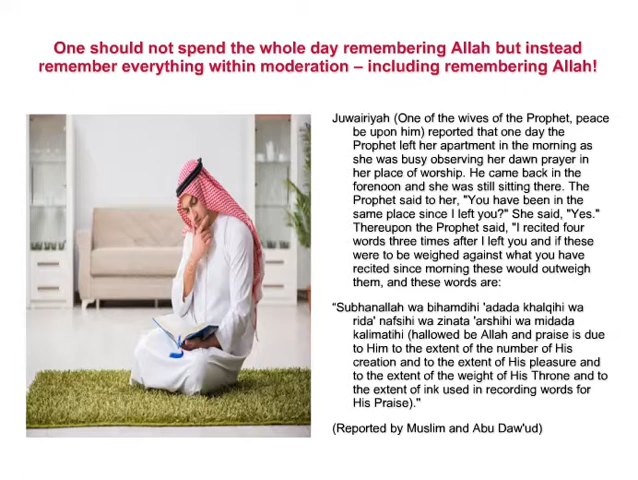 One should not spend the whole day remembering Allah but instead
remember everything within moderation – including remembering Allah!
Juwairiyah (One of the wives of the Prophet, peace
be upon him) reported that one day the
Prophet left her apartment in the morning as
she was busy observing her dawn prayer in
her place of worship. He came back in the
forenoon and she was still sitting there. The
Prophet said to her, "You have been in the
same place since I left you?" She said, "Yes."
Thereupon the Prophet said, "I recited four
words three times after I left you and if these
were to be weighed against what you have
recited since morning these would outweigh
them, and these words are:
“Subhanallah wa bihamdihi 'adada khalqihi wa
rida' nafsihi wa zinata 'arshihi wa midada
kalimatihi (hallowed be Allah and praise is due
to Him to the extent of the number of His
creation and to the extent of His pleasure and
to the extent of the weight of His Throne and to
the extent of ink used in recording words for
His Praise)."
(Reported by Muslim and Abu Daw'ud)